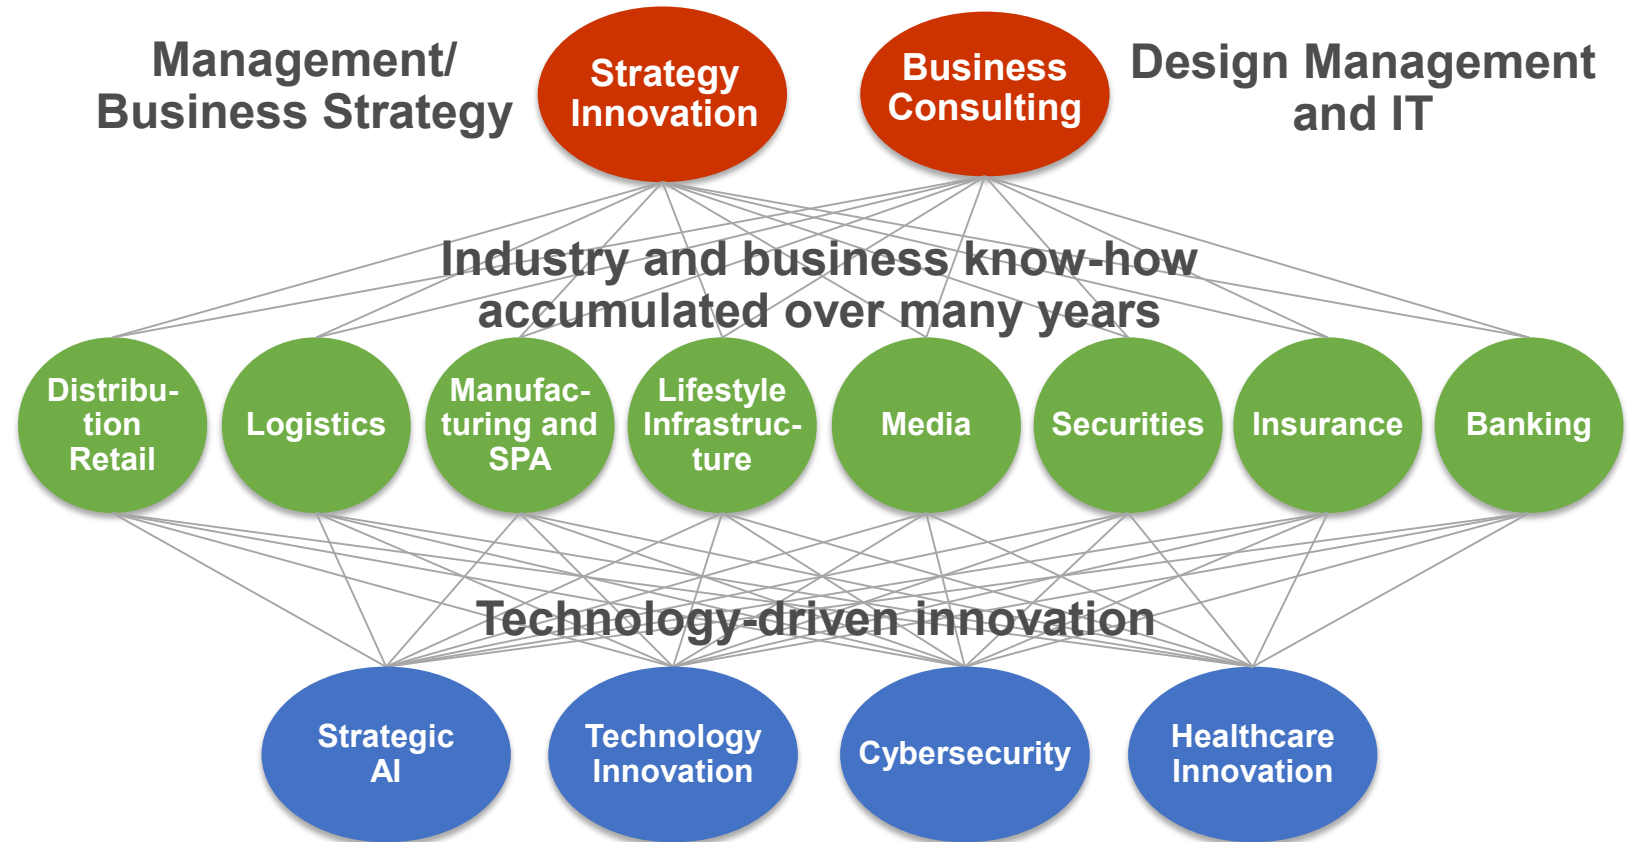 Management/
Business Strategy
Strategy
Innovation
Business
Consulting
Design Management
and IT
Industry and business know-how
accumulated over many years
Distribu-
tion
Retail
Logistics
Manufac-
turing and
SPA
Lifestyle
Infrastruc-
ture
Media
Securities
Insurance
Banking
Technology-driven innovation
Strategic
AI
Technology
Innovation
Cybersecurity
Healthcare
Innovation